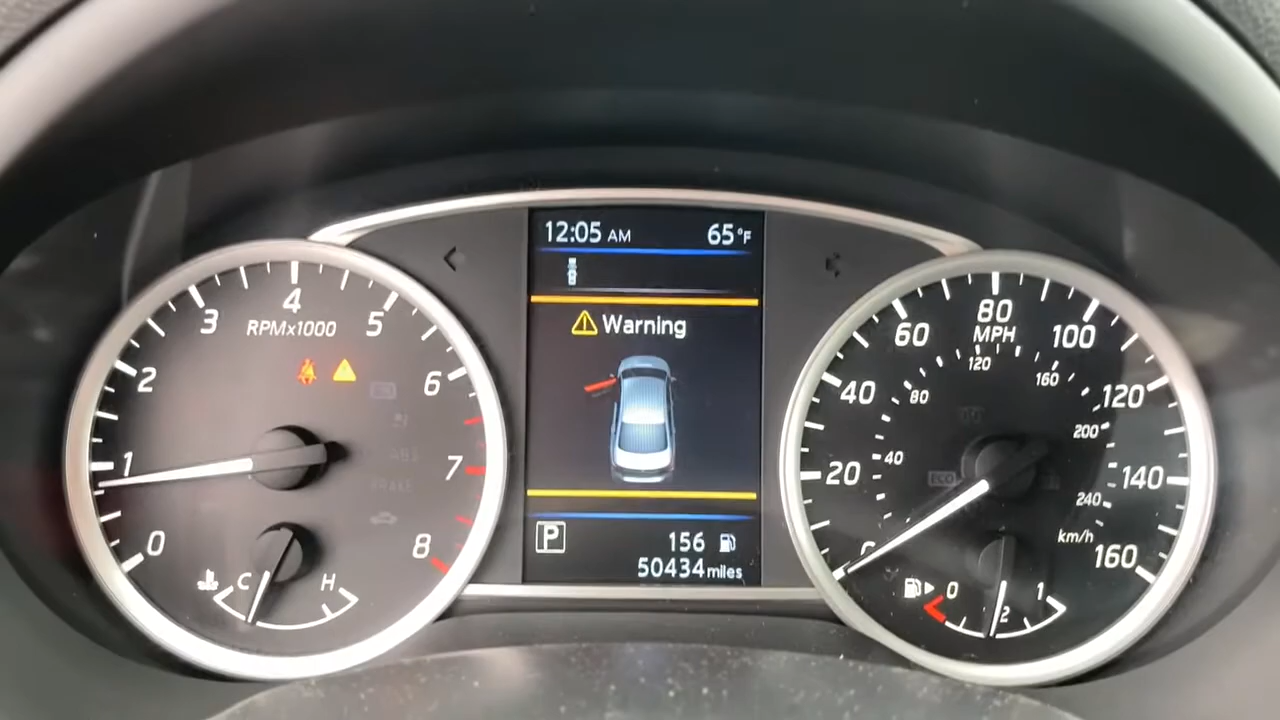 12:05 AM 65°F
Warning
P
156
50434 miles
0 1 2 3 4 5 6 7 8
RPMx1000
C H
20 40 60 80 100 120 140 160
MPH
40 80 120 160 200 240
km/h
0 1
2
ABS
BRAKE
ECO